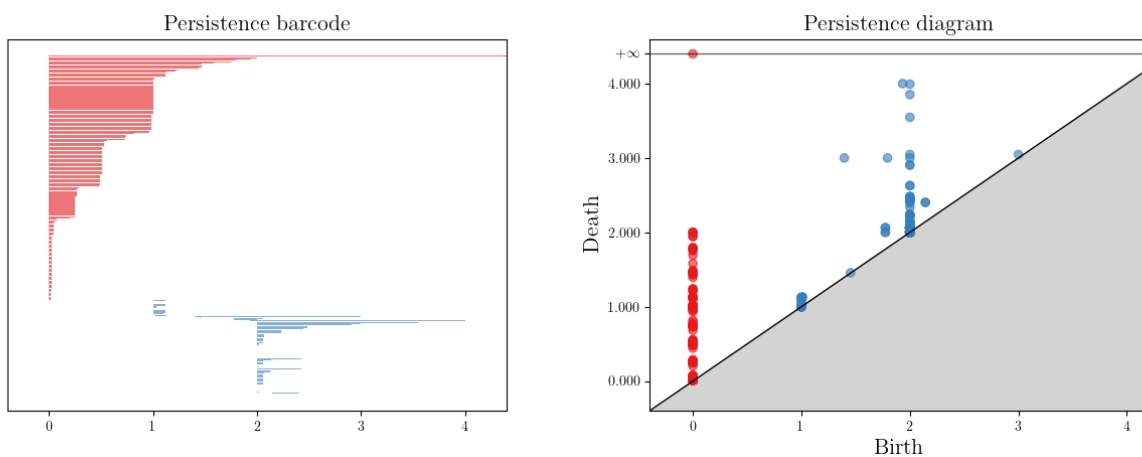 Persistence barcode
0 1 2 3 4
Persistence diagram
+∞
4.000
3.000
2.000
1.000
0.000
Death
0 1 2 3 4
Birth